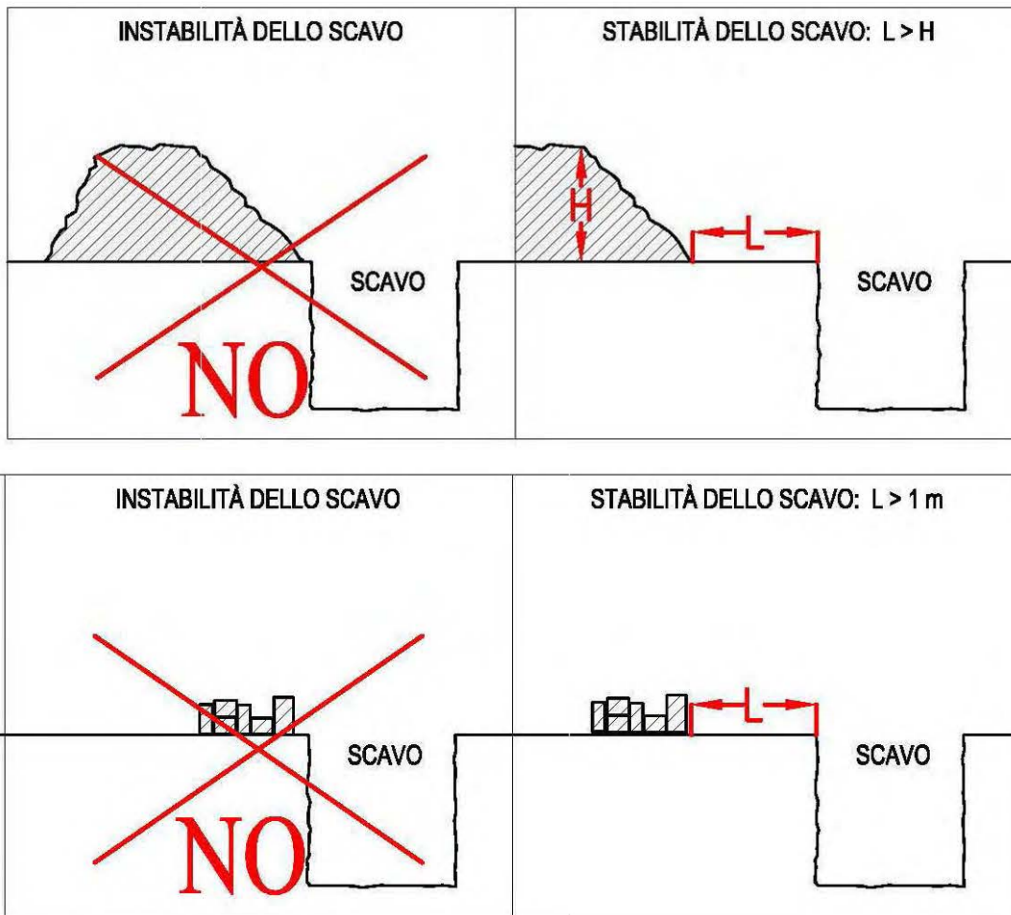 INSTABILITÀ DELLO SCAVO
STABILITÀ DELLO SCAVO: L > H
H
L
SCAVO
SCAVO
NO
INSTABILITÀ DELLO SCAVO
STABILITÀ DELLO SCAVO: L > 1 m
L
SCAVO
SCAVO
NO